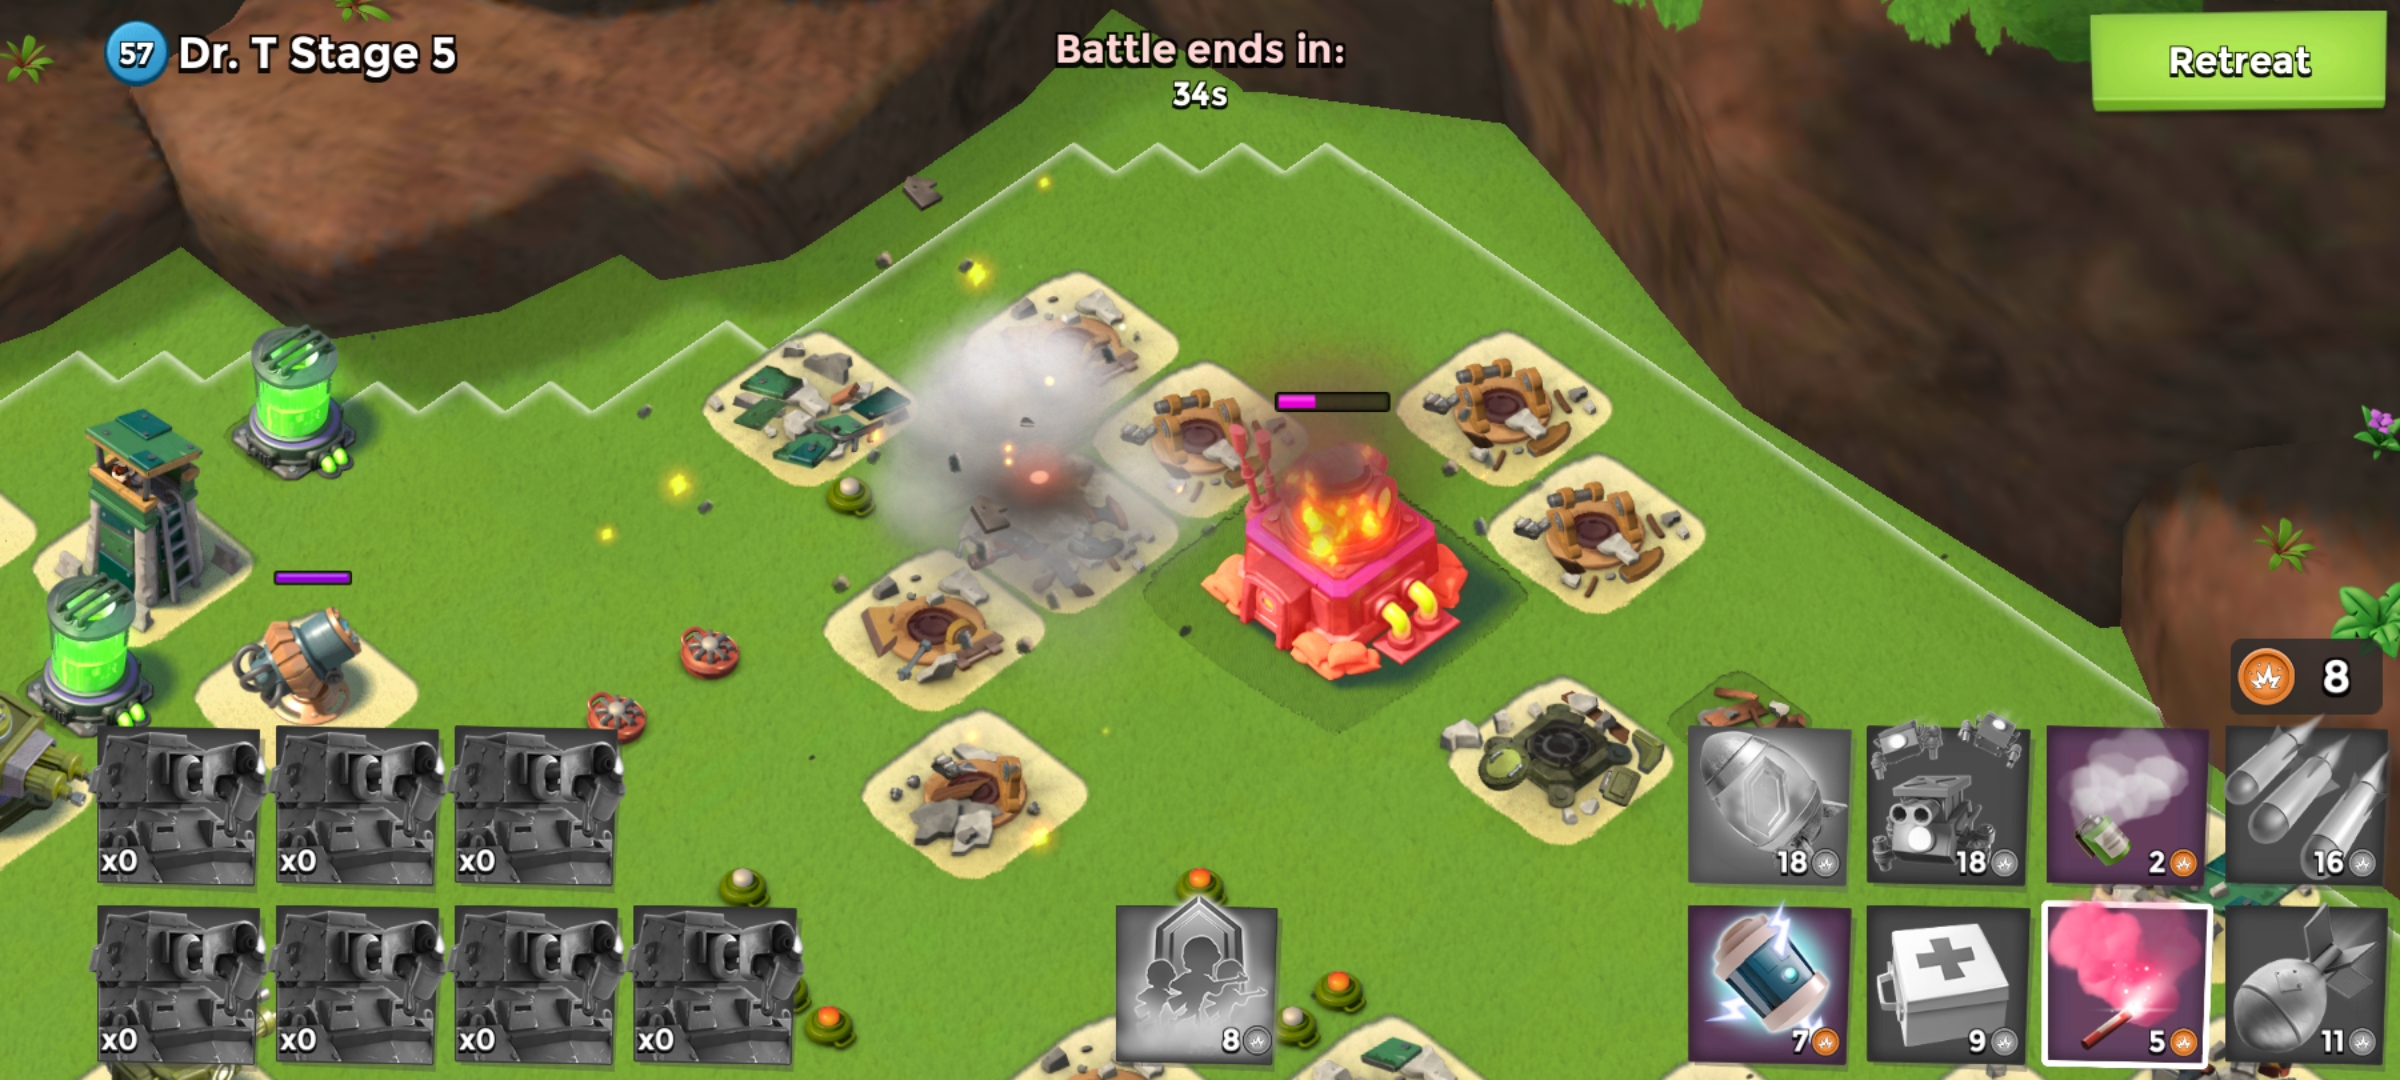 57 Dr. T Stage 5
Battle ends in:
34s
Retreat
8
x0 x0 x0
18 18 2 16
x0 x0 x0 x0
8
7 9 5 11